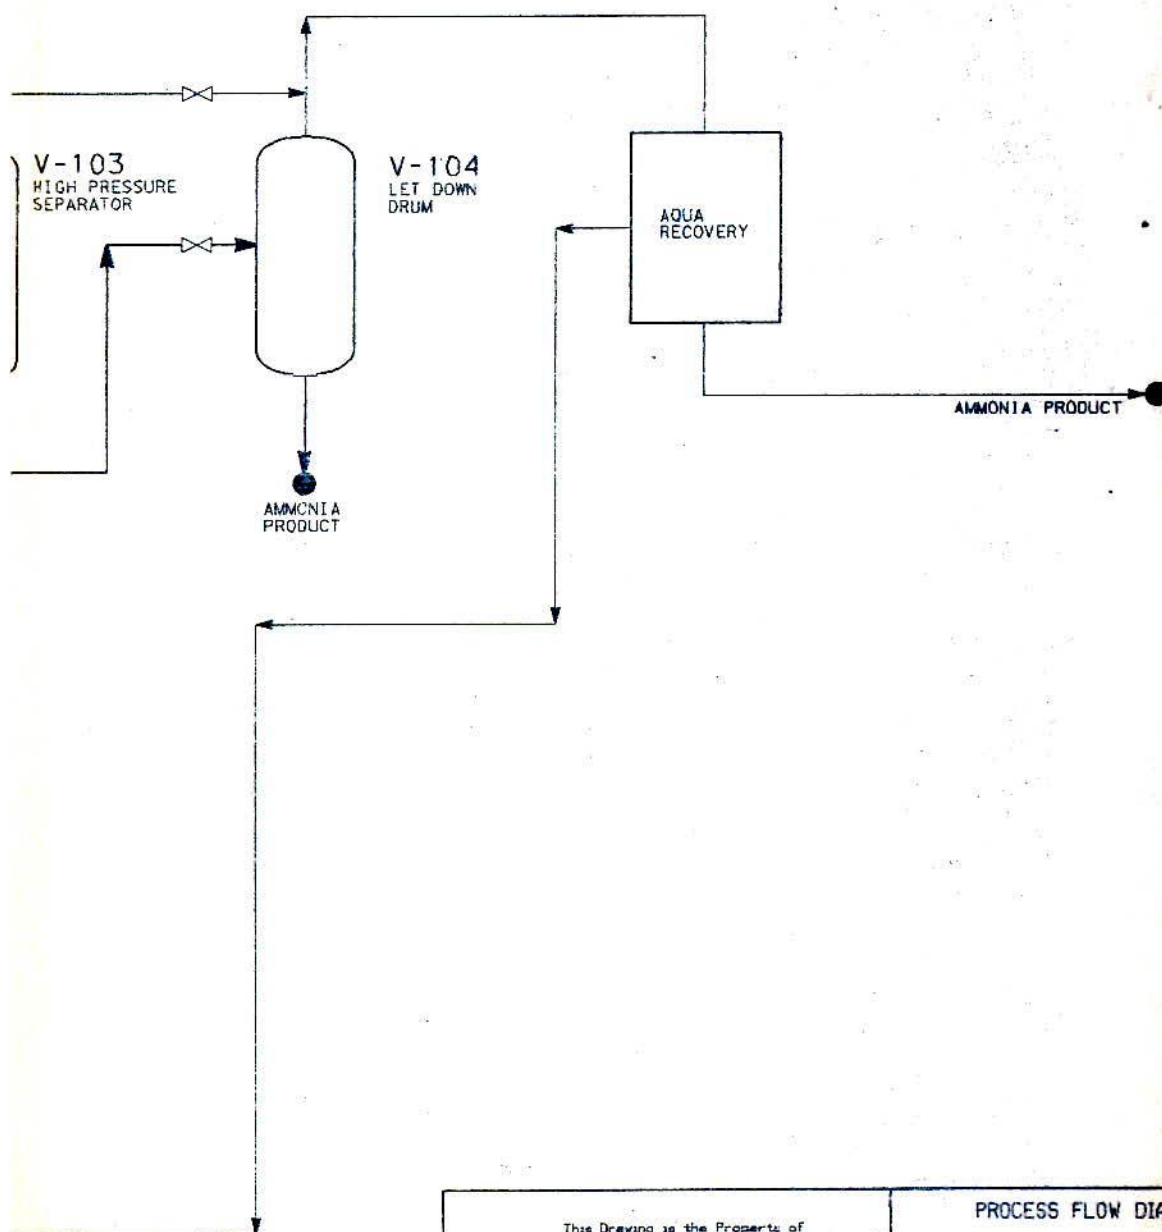 V-103
HIGH PRESSURE
SEPARATOR
V-104
LET DOWN
DRUM
AQUA
RECOVERY
AMMONIA PRODUCT
AMMONIA
PRODUCT
This Drawing is the Property of
PROCESS FLOW